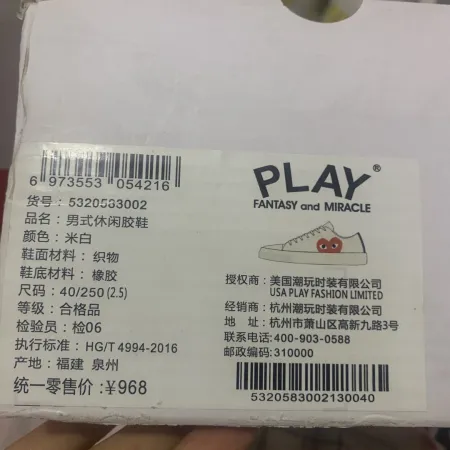 6 973553 054216
货号: 5320583002
品名: 男式休闲胶鞋
颜色: 米白
鞋面材料: 织物
鞋底材料: 橡胶
尺码: 40/250 (2.5)
等级: 合格品
检验员: 检06
执行标准: HG/T 4994-2016
产地: 福建 泉州
统一零售价:¥968
PLAY®
FANTASY and MIRACLE
授权商: 美国潮玩时装有限公司
USA PLAY FASHION LIMITED
经销商: 杭州潮玩时装有限公司
地 址: 杭州市萧山区高新九路3号
联系电话: 400-903-0588
邮政编码: 310000
5320583002130040